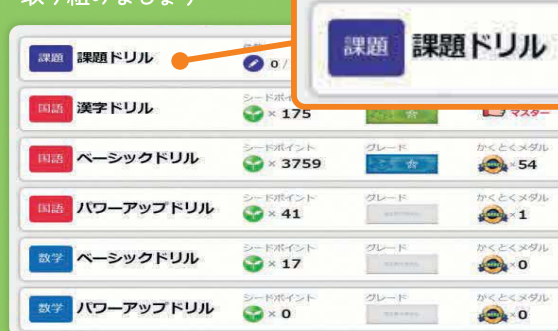 取り組みましょう
課題 課題ドリル
課題 課題ドリル
0 /
国語 漢字ドリル
シードポイント
× 175
マスター
国語 ベーシックドリル
シードポイント
× 3759
グレード
かくとくメダル
× 54
国語 パワーアップドリル
シードポイント
× 41
グレード
かくとくメダル
× 1
数学 ベーシックドリル
シードポイント
× 17
グレード
かくとくメダル
× 0
数学 パワーアップドリル
シードポイント
× 0
グレード
かくとくメダル
× 0